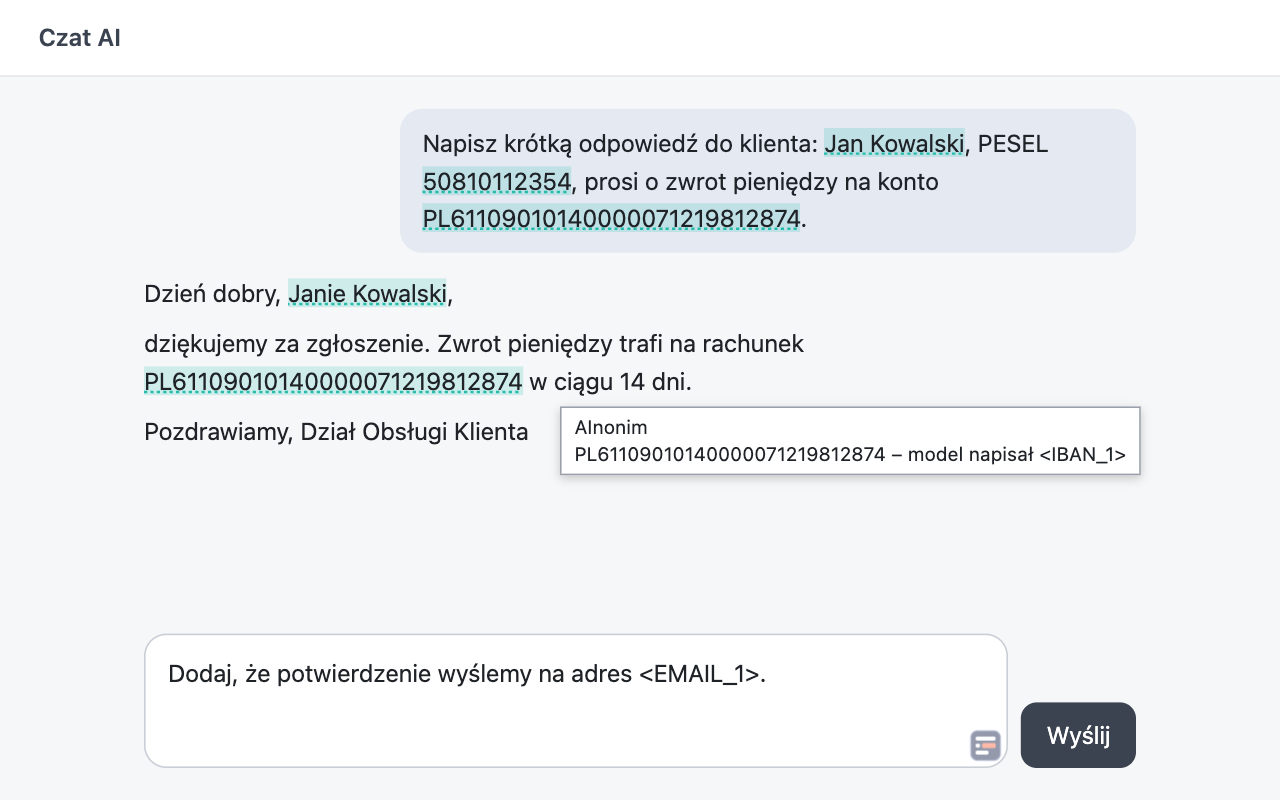 Czat AI
Napisz krótką odpowiedź do klienta: Jan Kowalski, PESEL
50810112354, prosi o zwrot pieniędzy na konto
PL61109010140000071219812874.
Dzień dobry, Janie Kowalski,
dziękujemy za zgłoszenie. Zwrot pieniędzy trafi na rachunek
PL61109010140000071219812874 w ciągu 14 dni.
Pozdrawiamy, Dział Obsługi Klienta
AInonim
PL61109010140000071219812874 – model napisał <IBAN_1>
Dodaj, że potwierdzenie wyślemy na adres <EMAIL_1>.
Wyślij